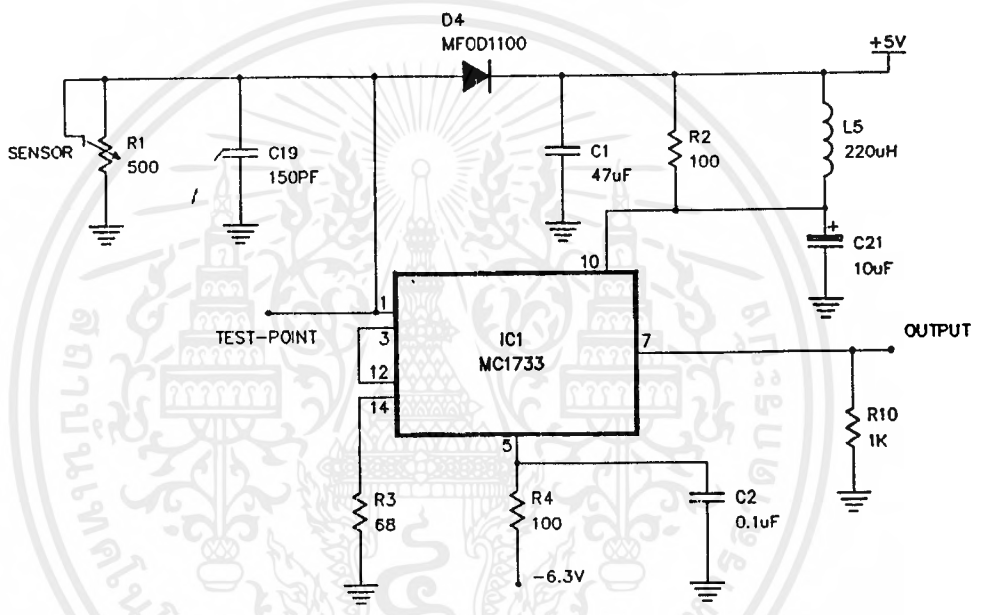 D4
MFOD1100
+5V
SENSOR
R1
500
C19
150PF
C1
47uF
R2
100
L5
220uH
+
C21
10uF
10
1
3
12
14
TEST-POINT
IC1
MC1733
7
OUTPUT
5
R3
68
R4
100
C2
0.1uF
R10
1K
-6.3V